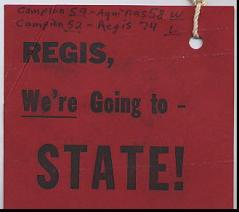 Campion 59 - Aquinas 58 W
Campion 52 - Regis 74 L
REGIS,
We're Going to -
STATE!